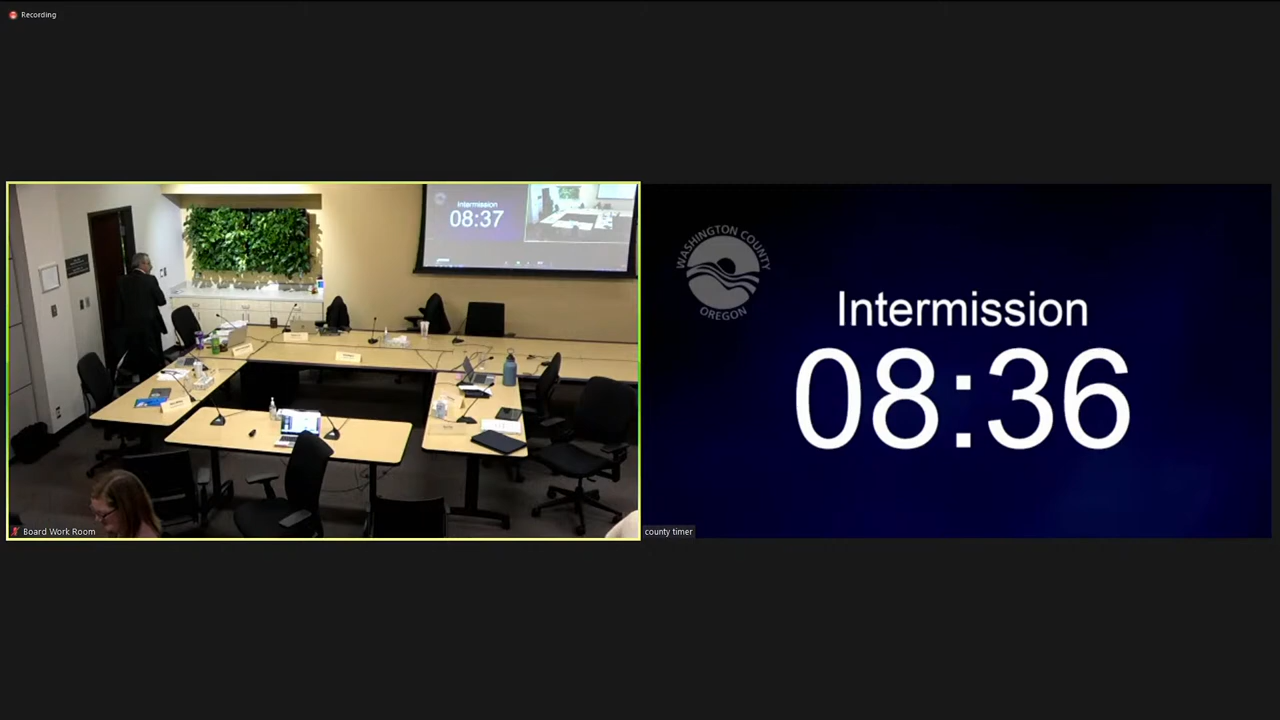 Recording
Intermission
08:37
Board Work Room
WASHINGTON COUNTY
OREGON
Intermission
08:36
county timer